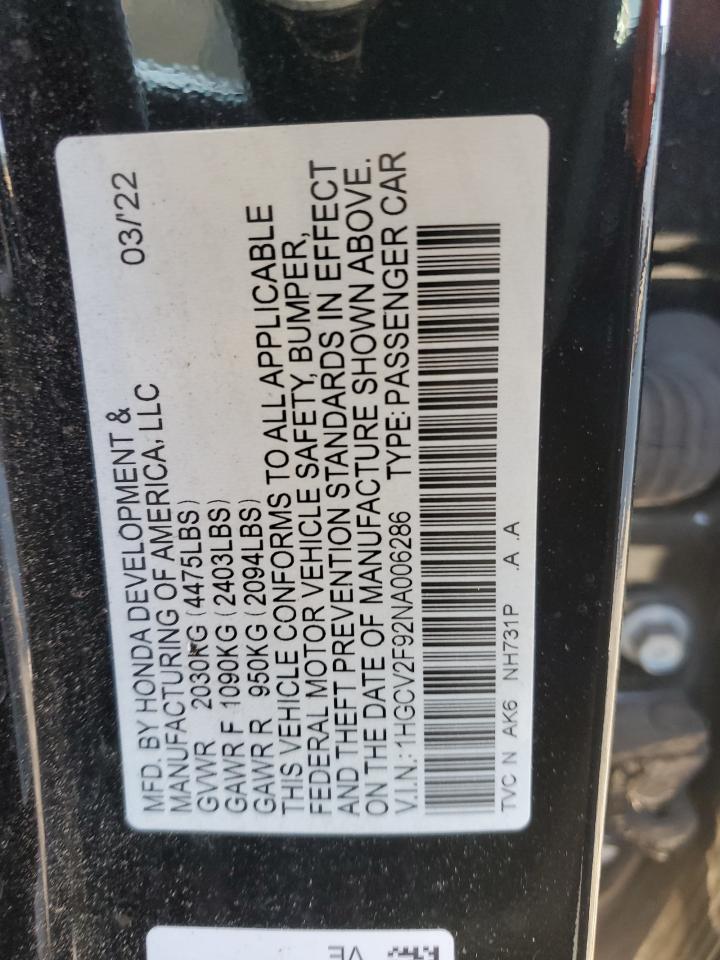 MFD. BY HONDA DEVELOPMENT &
MANUFACTURING OF AMERICA, LLC 03/'22
GVWR 2030KG (4475LBS)
GAWR F 1090KG (2403LBS)
GAWR R 950KG (2094LBS)
THIS VEHICLE CONFORMS TO ALL APPLICABLE
FEDERAL MOTOR VEHICLE SAFETY, BUMPER,
AND THEFT PREVENTION STANDARDS IN EFFECT
ON THE DATE OF MANUFACTURE SHOWN ABOVE.
V.I.N.: 1HGCV2F92NA006286 TYPE: PASSENGER CAR
TVC N AK6 NH731P .A .A